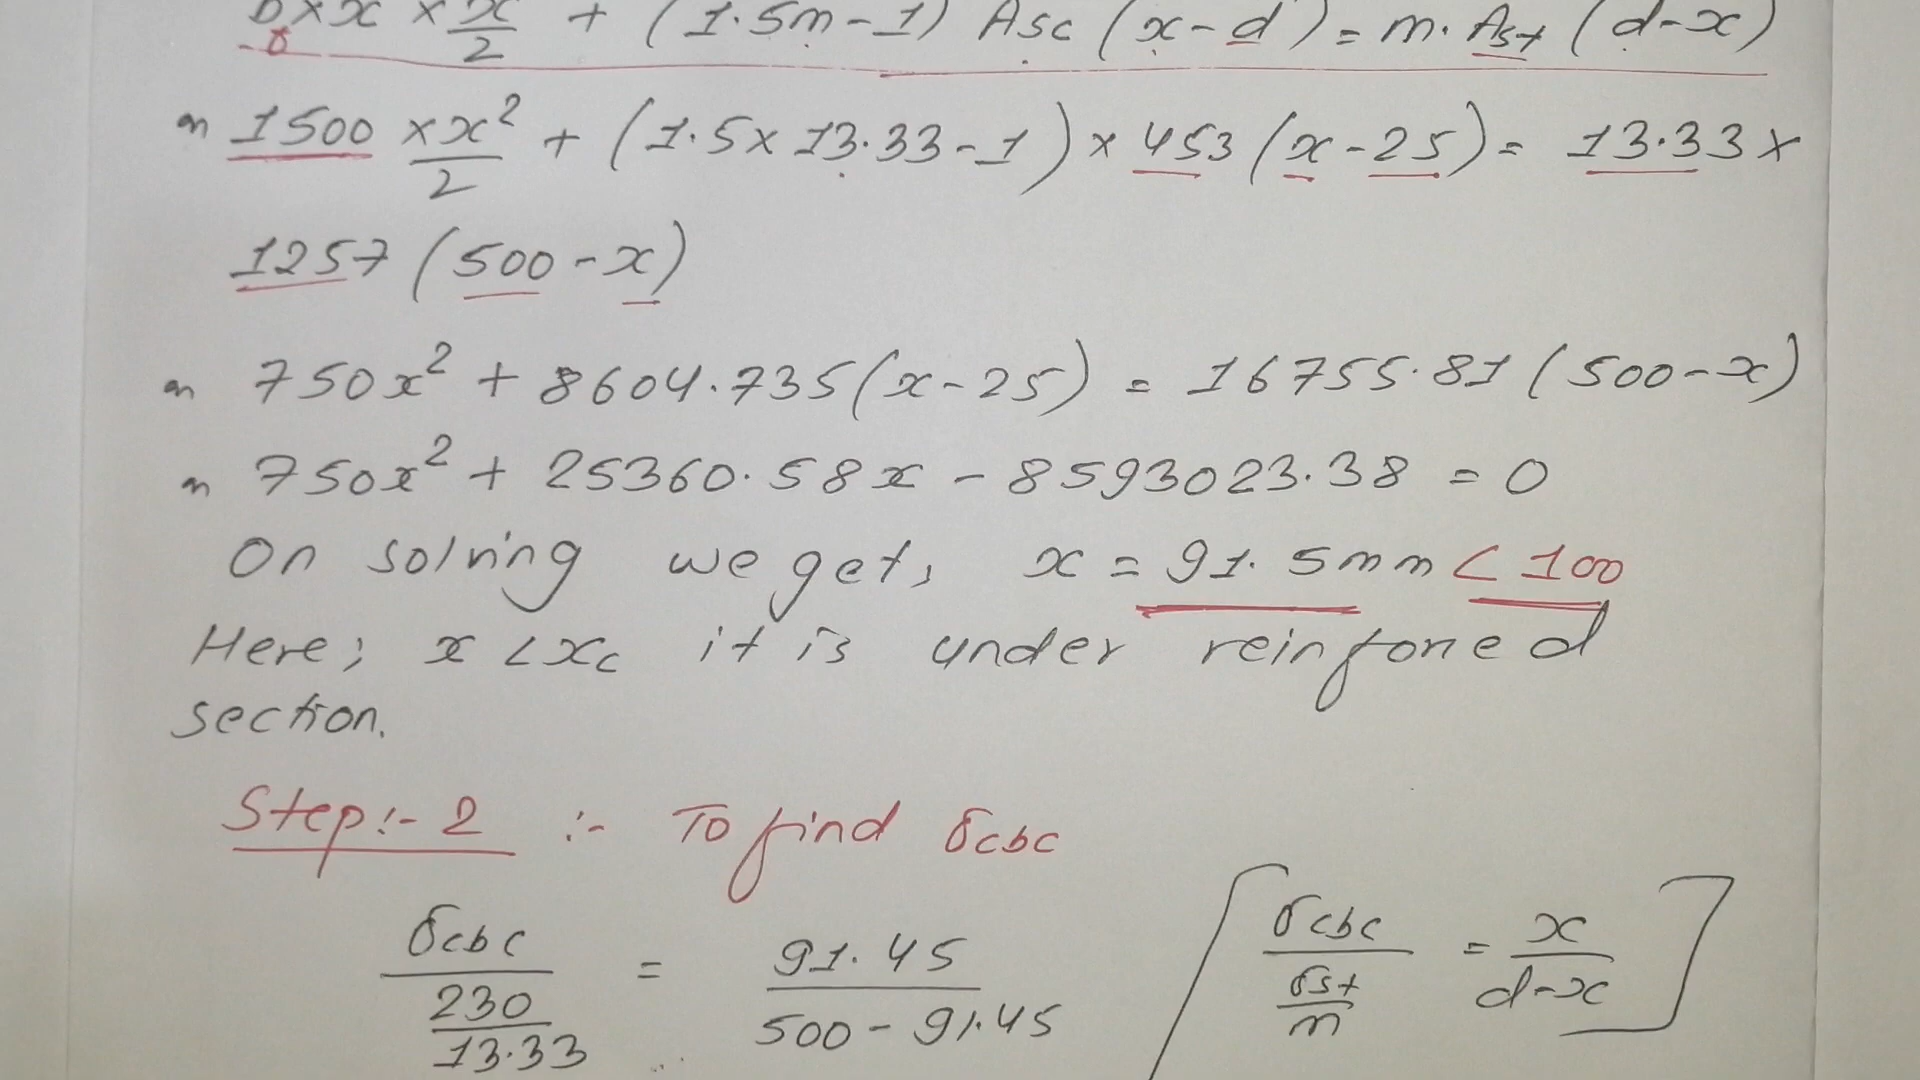 b × x × x/2 + (1.5m-1) Asc (x-d) = m. Ast (d-x)
1500 × x²/2 + (1.5 × 13.33-1) × 453 (x-25) = 13.33 ×
1257 (500-x)
750x² + 8604.735(x-25) = 16755.81 (500-x)
750x² + 25360.58x - 8593023.38 = 0
On solving we get, x = 91.5mm < 100
Here; x < xc it is under reinforced
section.
Step:- 2 :- To find σcbc
σcbc / (230/13.33) = 91.45 / (500-91.45) [σcbc / (σst/m) = x / (d-x)]